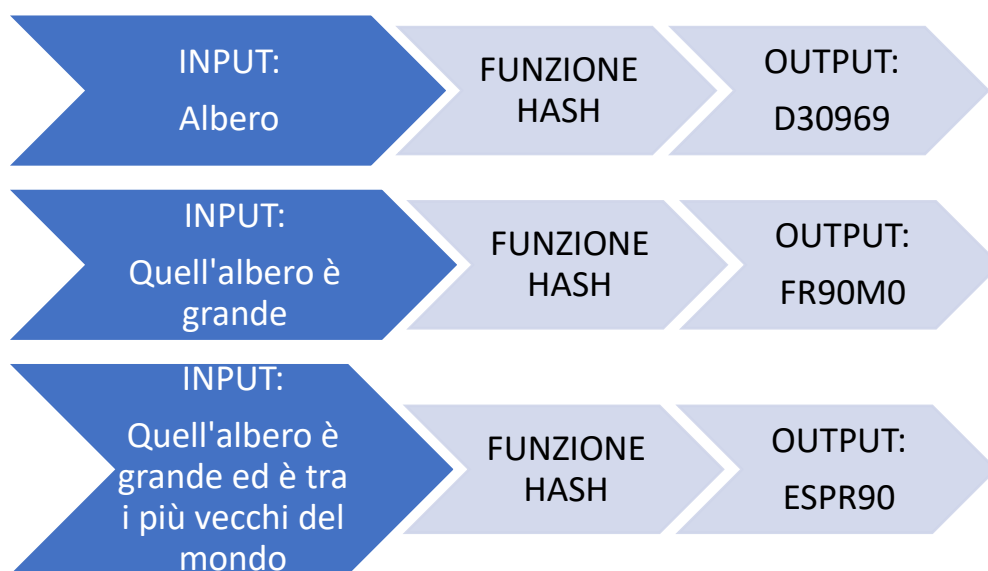 INPUT:
Albero
FUNZIONE
HASH
OUTPUT:
D30969
INPUT:
Quell'albero è
grande
FUNZIONE
HASH
OUTPUT:
FR90M0
INPUT:
Quell'albero è
grande ed è tra
i più vecchi del
mondo
FUNZIONE
HASH
OUTPUT:
ESPR90